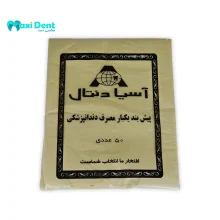 Maxi Dent
آسیا دنتال
پیش بند یکبار مصرف دندانپزشکی
۵۰ عددی
افتخار ما انتخاب شماست